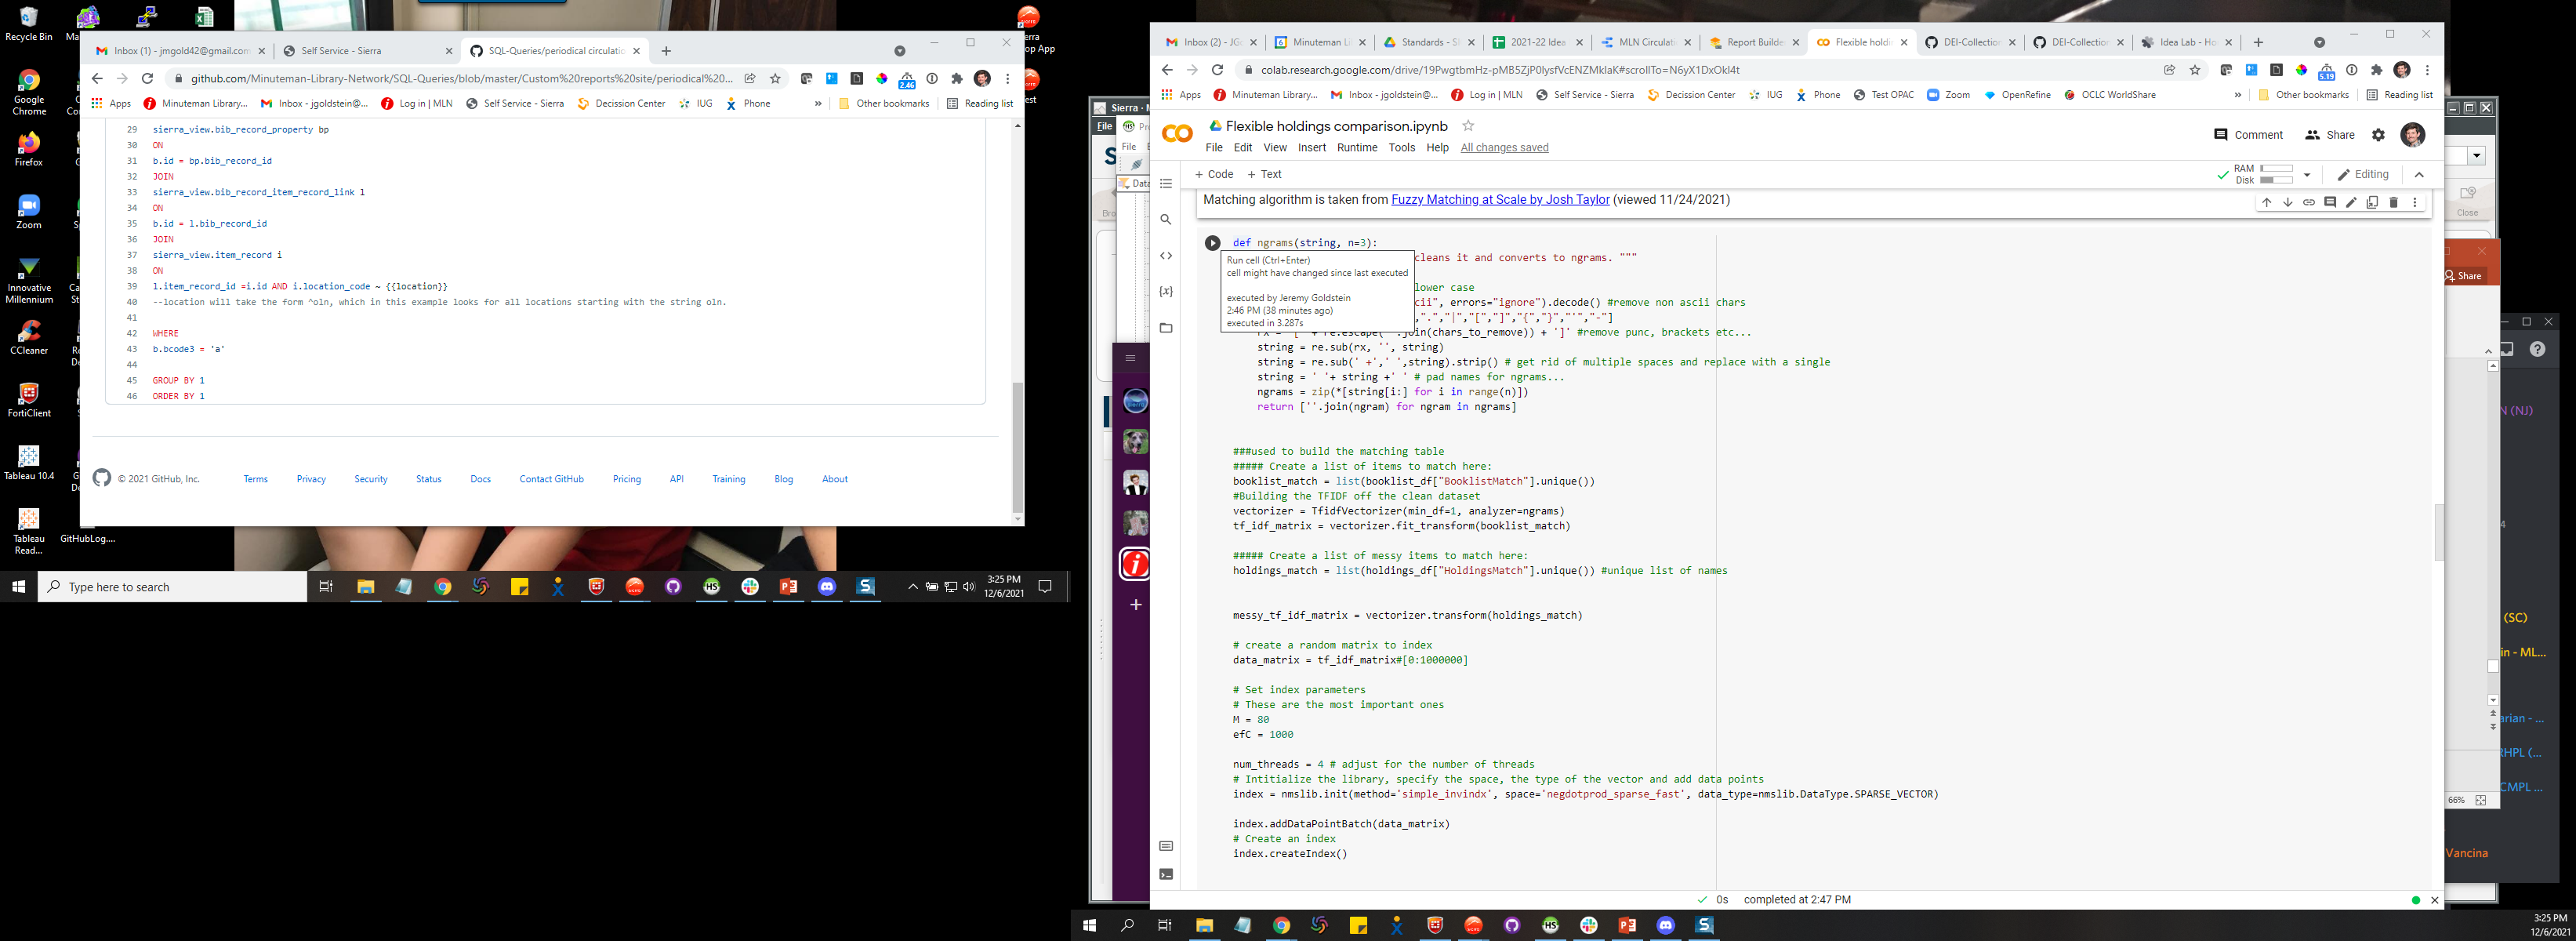 Recycle Bin
Google Chrome
Firefox
Zoom
Innovative Millennium
CCleaner
FortiClient
Tableau 10.4
Tableau Read...
GitHubLog....
Inbox (1) - jmgold42@gmail.com
Self Service - Sierra
SQL-Queries/periodical circulatio
github.com/Minuteman-Library-Network/SQL-Queries/blob/master/Custom%20reports%20site/periodical%20...
2.46
Apps
Minuteman Library...
Inbox - jgoldstein@...
Log in | MLN
Self Service - Sierra
Decission Center
IUG
Phone
»
Other bookmarks
Reading list
29 sierra_view.bib_record_property bp
30 ON
31 b.id = bp.bib_record_id
32 JOIN
33 sierra_view.bib_record_item_record_link l
34 ON
35 b.id = l.bib_record_id
36 JOIN
37 sierra_view.item_record i
38 ON
39 l.item_record_id =i.id AND i.location_code ~ {{location}}
40 --location will take the form ^oln, which in this example looks for all locations starting with the string oln.
41
42 WHERE
43 b.bcode3 = 'a'
44
45 GROUP BY 1
46 ORDER BY 1
© 2021 GitHub, Inc.
Terms
Privacy
Security
Status
Docs
Contact GitHub
Pricing
API
Training
Blog
About
Type here to search
3:25 PM
12/6/2021
Sierra
File
File
Data
Inbox (2) - JG
Minuteman Li
Standards - S
2021-22 Idea
MLN Circulati
Report Builde
Flexible holdi
DEI-Collection
DEI-Collection
Idea Lab - Ho
colab.research.google.com/drive/19PwgtbmHz-pMB5ZjP0IysfVcENZMkIaK#scrollTo=N6yX1DxOkI4t
5.19
Apps
Minuteman Library...
Inbox - jgoldstein@...
Log in | MLN
Self Service - Sierra
Decission Center
IUG
Phone
Test OPAC
Zoom
OpenRefine
OCLC WorldShare
»
Other bookmarks
Reading list
Flexible holdings comparison.ipynb
File Edit View Insert Runtime Tools Help All changes saved
Comment
Share
+ Code + Text
RAM
Disk
Editing
Matching algorithm is taken from Fuzzy Matching at Scale by Josh Taylor (viewed 11/24/2021)
def ngrams(string, n=3):
cleans it and converts to ngrams. """
Run cell (Ctrl+Enter)
cell might have changed since last executed
executed by Jeremy Goldstein
2:46 PM (38 minutes ago)
executed in 3.287s
lower case
cii", errors="ignore").decode() #remove non ascii chars
,".","|","[","]","{","}","'","-"]
.join(chars_to_remove)) + ']' #remove punc, brackets etc...
string = re.sub(rx, '', string)
string = re.sub(' +',' ',string).strip() # get rid of multiple spaces and replace with a single
string = ' '+ string +' ' # pad names for ngrams...
ngrams = zip(*[string[i:] for i in range(n)])
return [''.join(ngram) for ngram in ngrams]
###used to build the matching table
##### Create a list of items to match here:
booklist_match = list(booklist_df["BooklistMatch"].unique())
#Building the TFIDF off the clean dataset
vectorizer = TfidfVectorizer(min_df=1, analyzer=ngrams)
tf_idf_matrix = vectorizer.fit_transform(booklist_match)
##### Create a list of messy items to match here:
holdings_match = list(holdings_df["HoldingsMatch"].unique()) #unique list of names
messy_tf_idf_matrix = vectorizer.transform(holdings_match)
# create a random matrix to index
data_matrix = tf_idf_matrix#[0:1000000]
# Set index parameters
# These are the most important ones
M = 80
efC = 1000
num_threads = 4 # adjust for the number of threads
# Intitialize the library, specify the space, the type of the vector and add data points
index = nmslib.init(method='simple_invindx', space='negdotprod_sparse_fast', data_type=nmslib.DataType.SPARSE_VECTOR)
index.addDataPointBatch(data_matrix)
# Create an index
index.createIndex()
0s completed at 2:47 PM
Close
Share
N (NJ)
(SC)
in - ML...
arian - ...
RHPL (...
CMPL ...
66%
Vancina
3:25 PM
12/6/2021